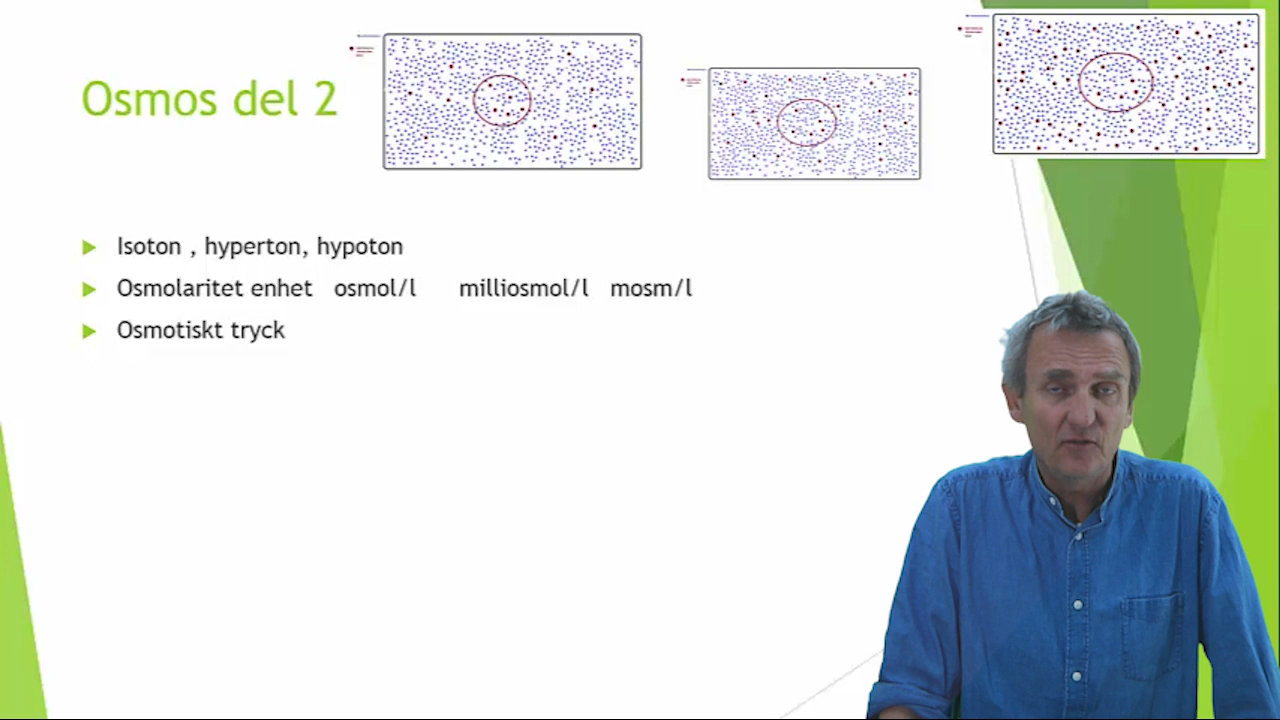 Osmos del 2
Isoton , hyperton, hypoton
Osmolaritet enhet osmol/l milliosmol/l mosm/l
Osmotiskt tryck